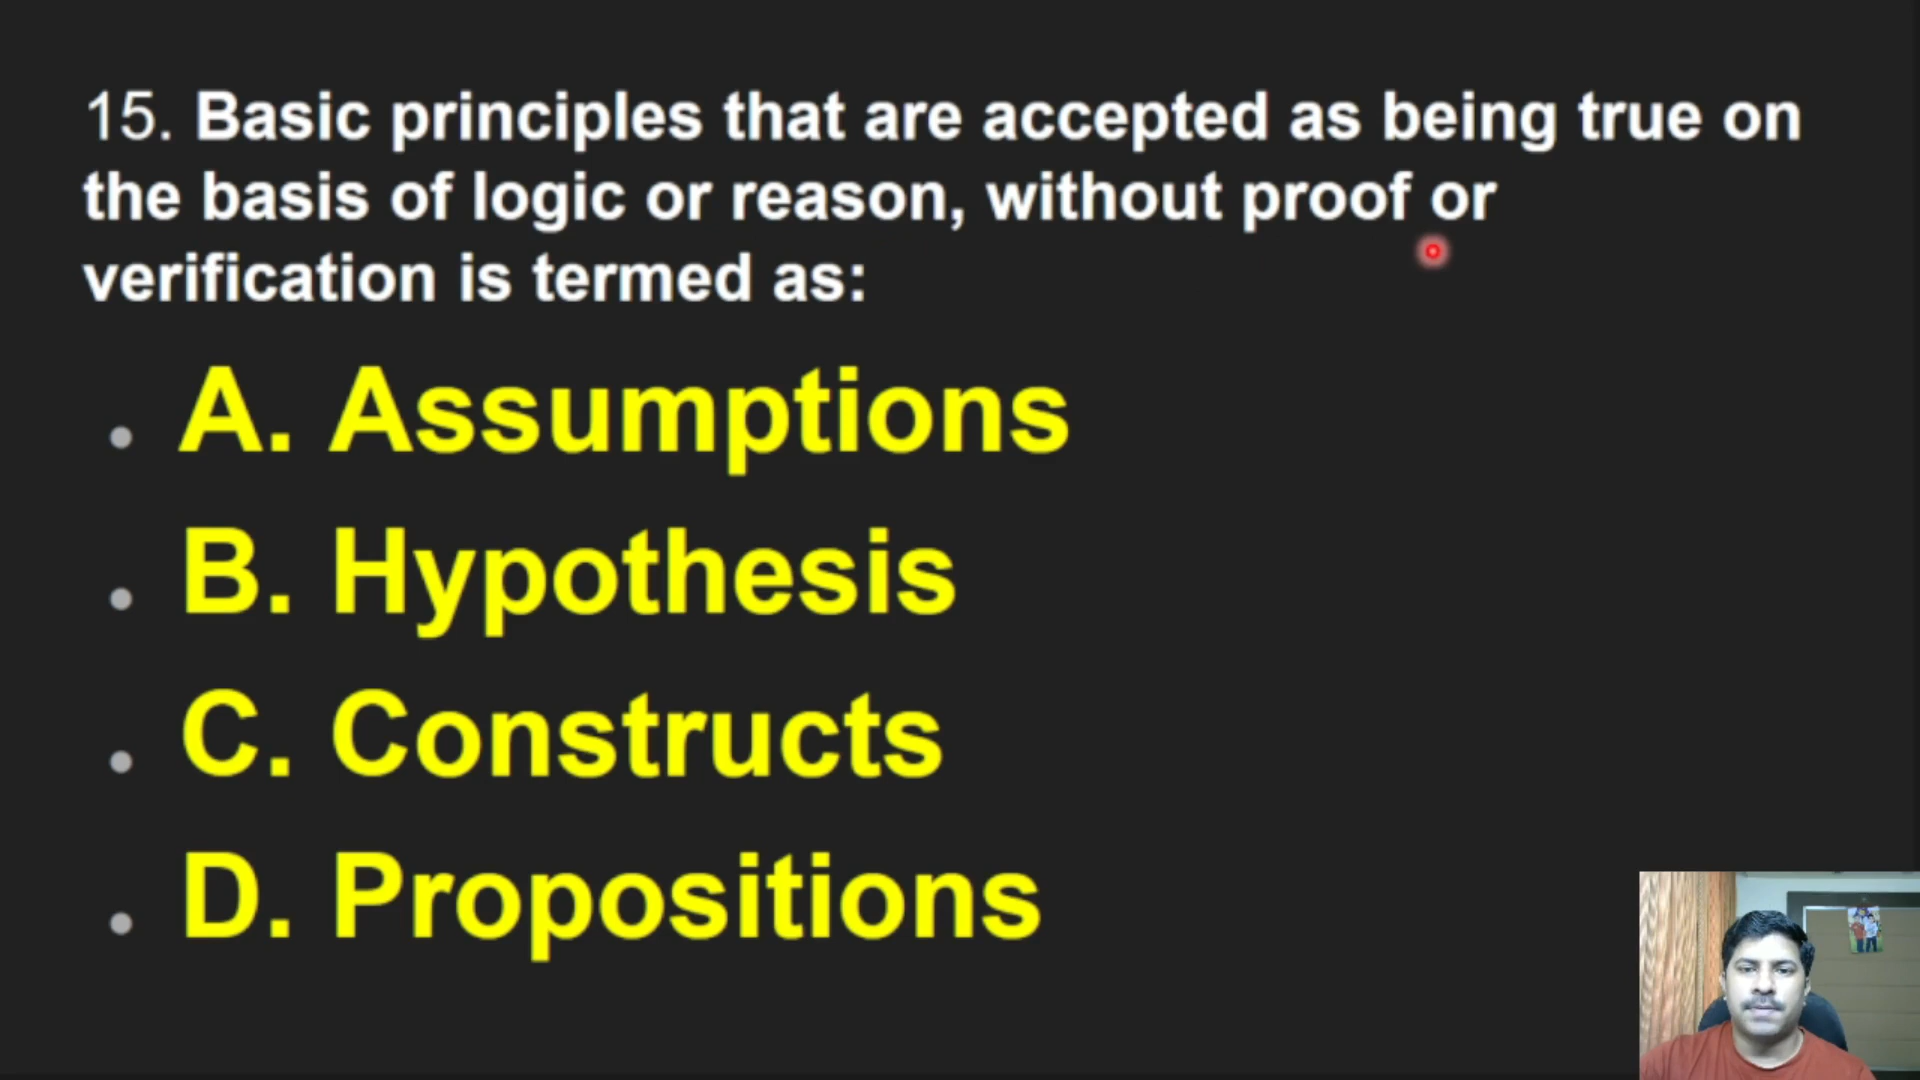 15. Basic principles that are accepted as being true on
the basis of logic or reason, without proof or
verification is termed as:
• A. Assumptions
• B. Hypothesis
• C. Constructs
• D. Propositions